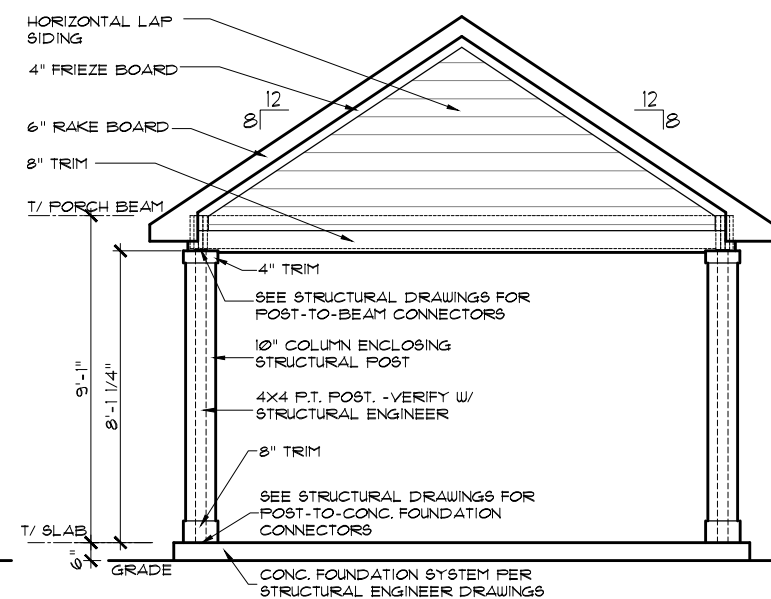 HORIZONTAL LAP
SIDING
4" FRIEZE BOARD
12
8
12
8
6" RAKE BOARD
8" TRIM
T/ PORCH BEAM
4" TRIM
SEE STRUCTURAL DRAWINGS FOR
POST-TO-BEAM CONNECTORS
10" COLUMN ENCLOSING
STRUCTURAL POST
9'-1"
8'-1 1/4"
4X4 P.T. POST. -VERIFY W/
STRUCTURAL ENGINEER
8" TRIM
SEE STRUCTURAL DRAWINGS FOR
POST-TO-CONC. FOUNDATION
CONNECTORS
T/ SLAB
6"
GRADE
CONC. FOUNDATION SYSTEM PER
STRUCTURAL ENGINEER DRAWINGS